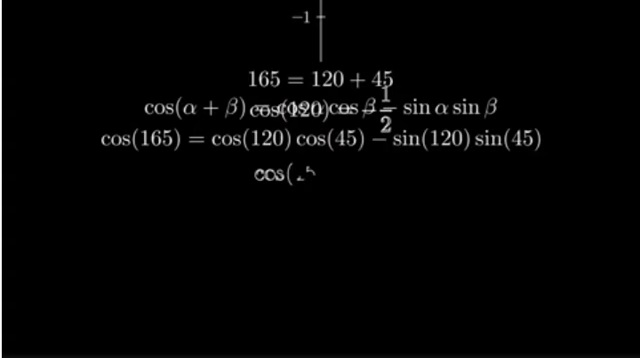 −1
165 = 120 + 45
cos(α + β) = cos α cos β − sin α sin β
cos(120) = − 1/2
cos(165) = cos(120) cos(45) − sin(120) sin(45)
cos(